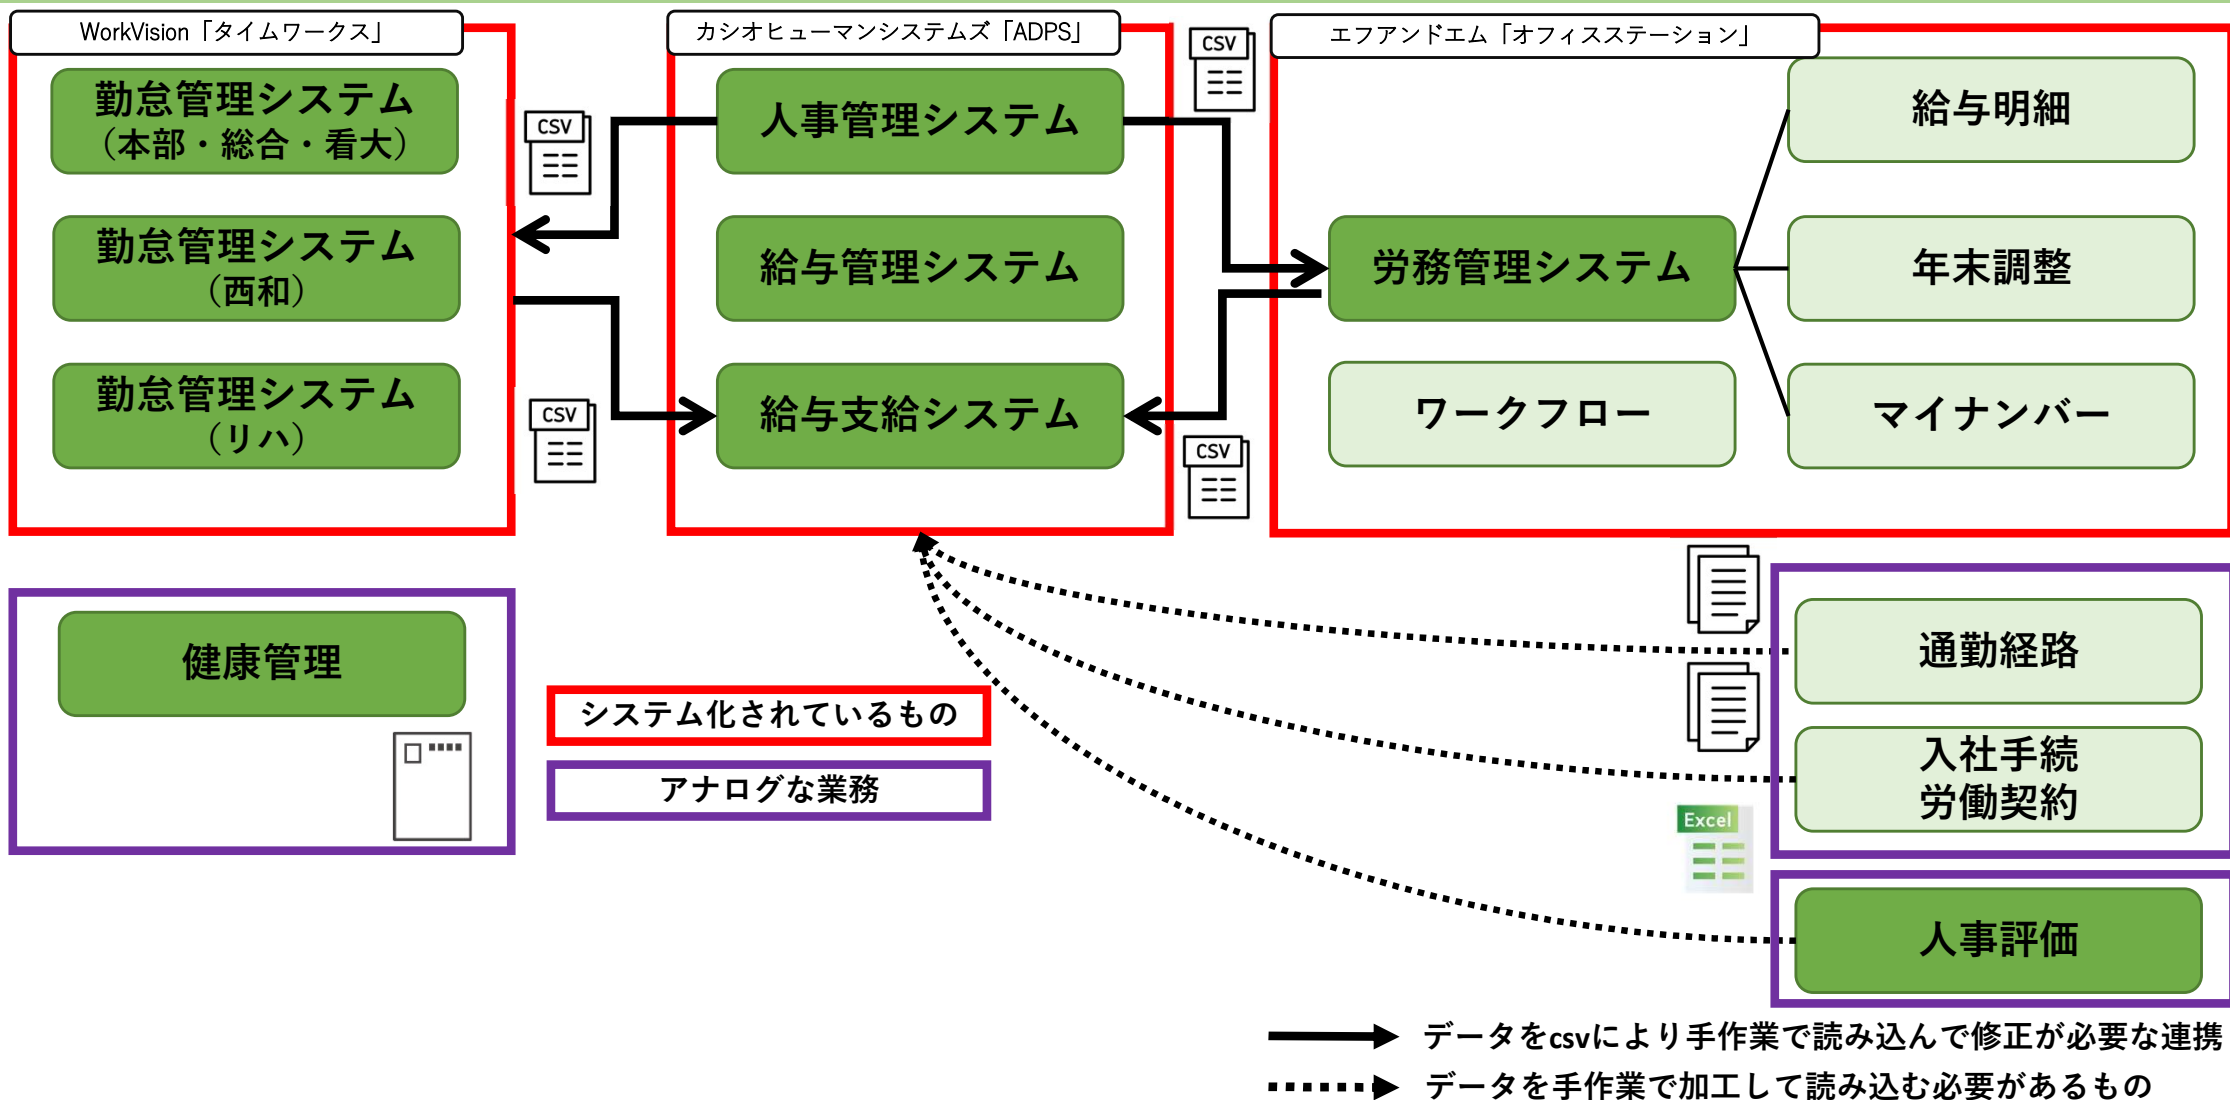 WorkVision「タイムワークス」
勤怠管理システム
（本部・総合・看大）
勤怠管理システム
（西和）
勤怠管理システム
（リハ）
CSV
CSV
カシオヒューマンシステムズ「ADPS」
人事管理システム
給与管理システム
給与支給システム
CSV
CSV
エフアンドエム「オフィスステーション」
労務管理システム
ワークフロー
給与明細
年末調整
マイナンバー
健康管理
システム化されているもの
アナログな業務
通勤経路
入社手続
労働契約
Excel
人事評価
データをcsvにより手作業で読み込んで修正が必要な連携
データを手作業で加工して読み込む必要があるもの